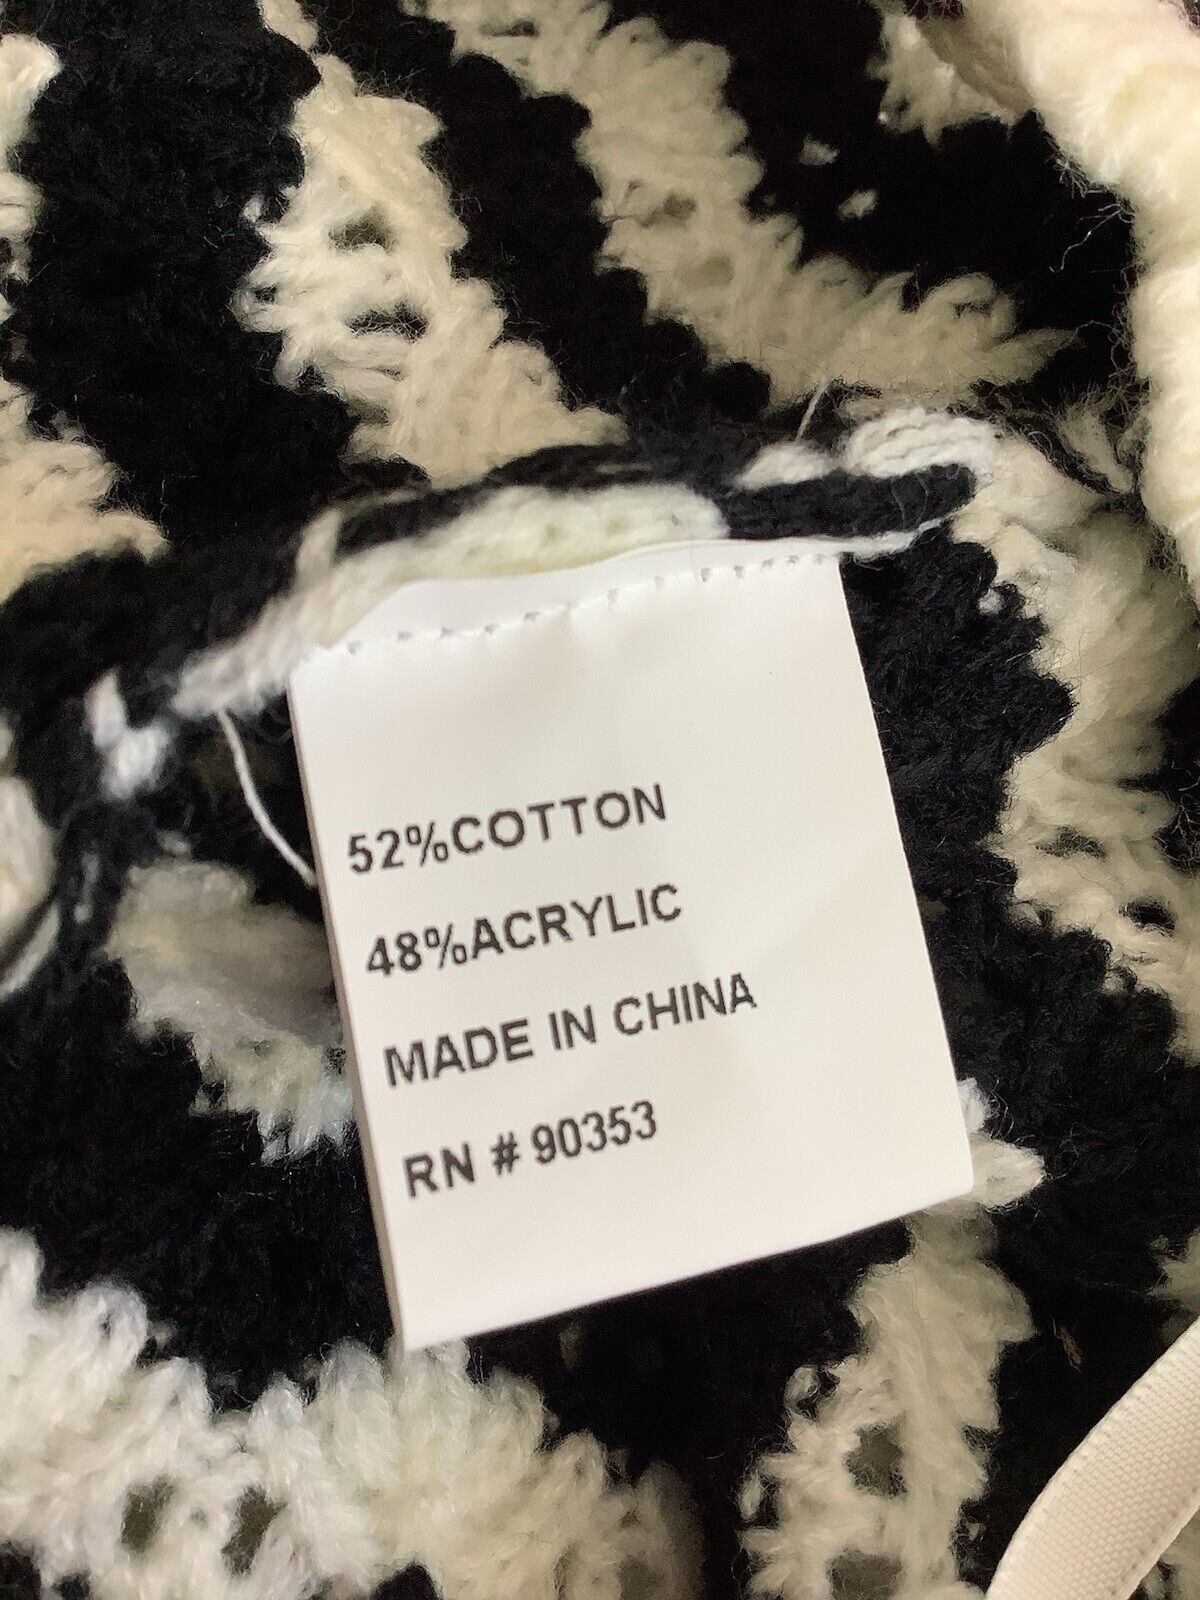 52%COTTON
48%ACRYLIC
MADE IN CHINA
RN # 90353